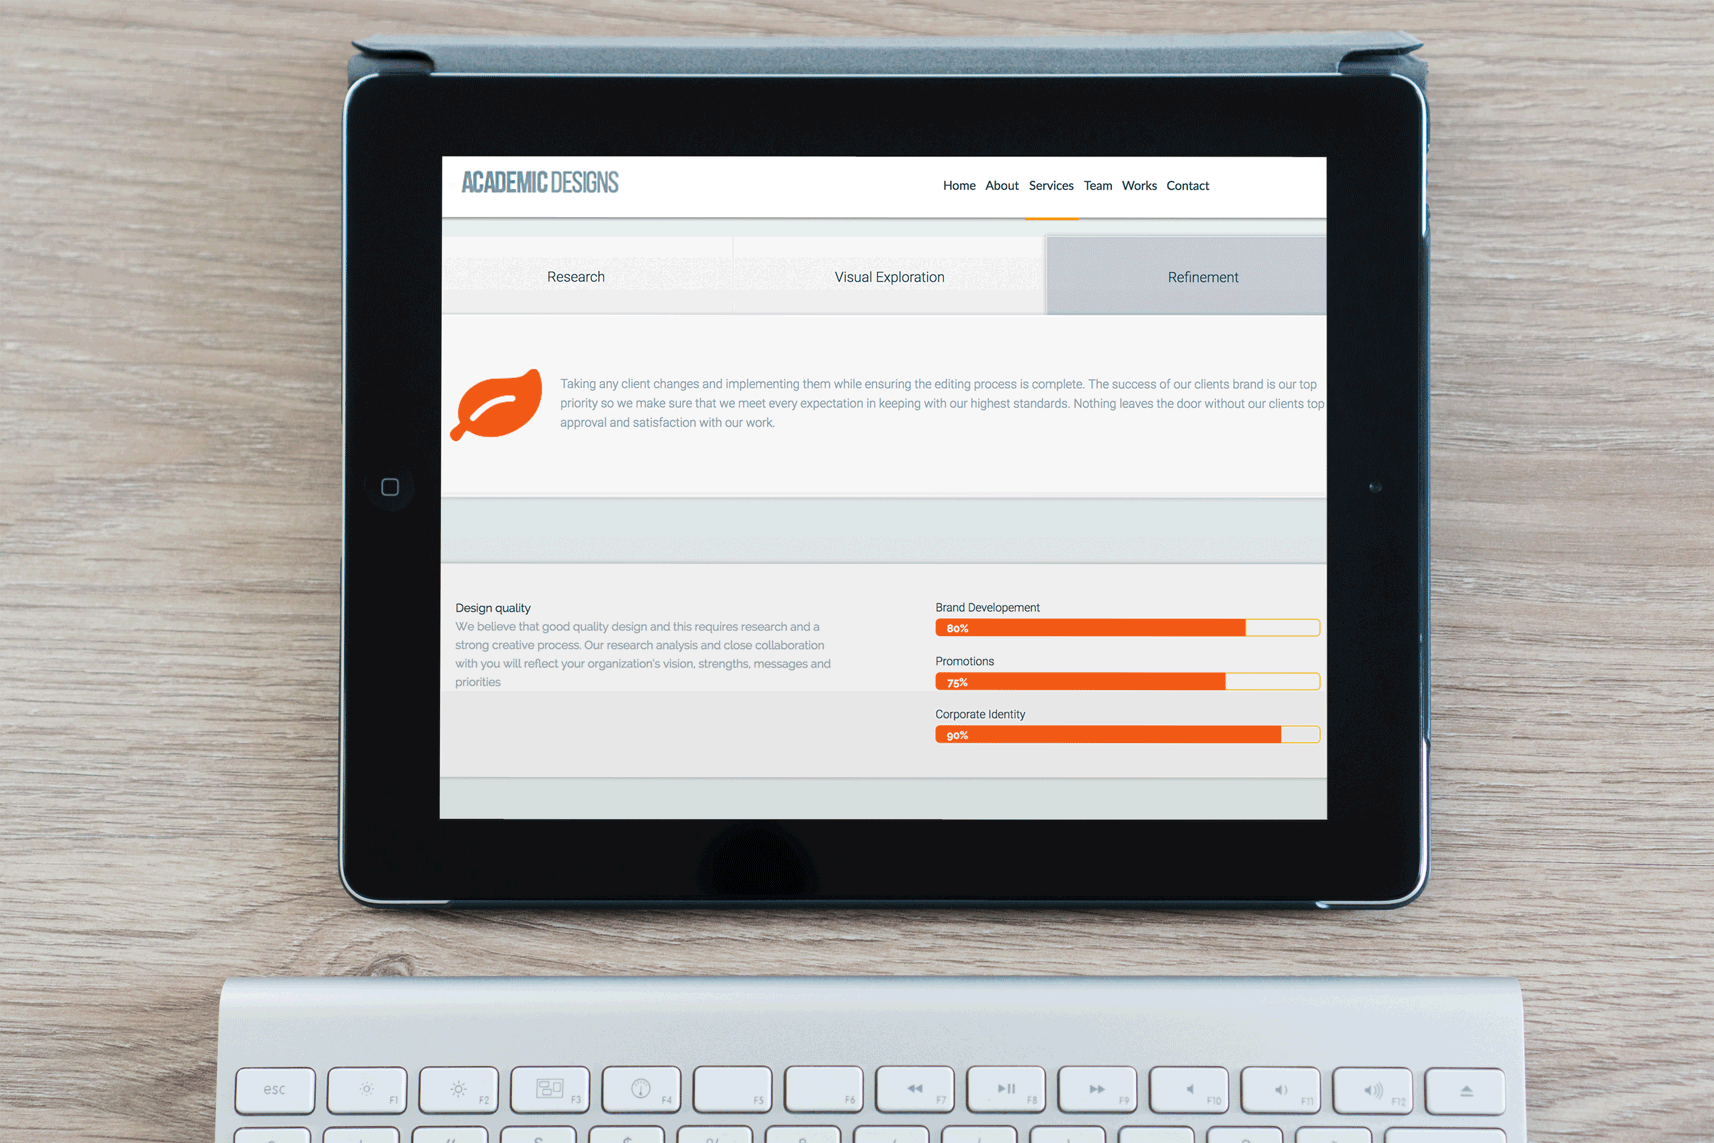 ACADEMIC DESIGNS
Home About Services Team Works Contact
Research Visual Exploration Refinement
Taking any client changes and implementing them while ensuring the editing process is complete. The success of our clients brand is our top
priority so we make sure that we meet every expectation in keeping with our highest standards. Nothing leaves the door without our clients top
approval and satisfaction with our work.
Design quality
We believe that good quality design and this requires research and a
strong creative process. Our research analysis and close collaboration
with you will reflect your organization's vision, strengths, messages and
priorities
Brand Developement
80%
Promotions
75%
Corporate Identity
90%
esc F1 F2 F3 F4 F5 F6 F7 F8 F9 F10 F11 F12